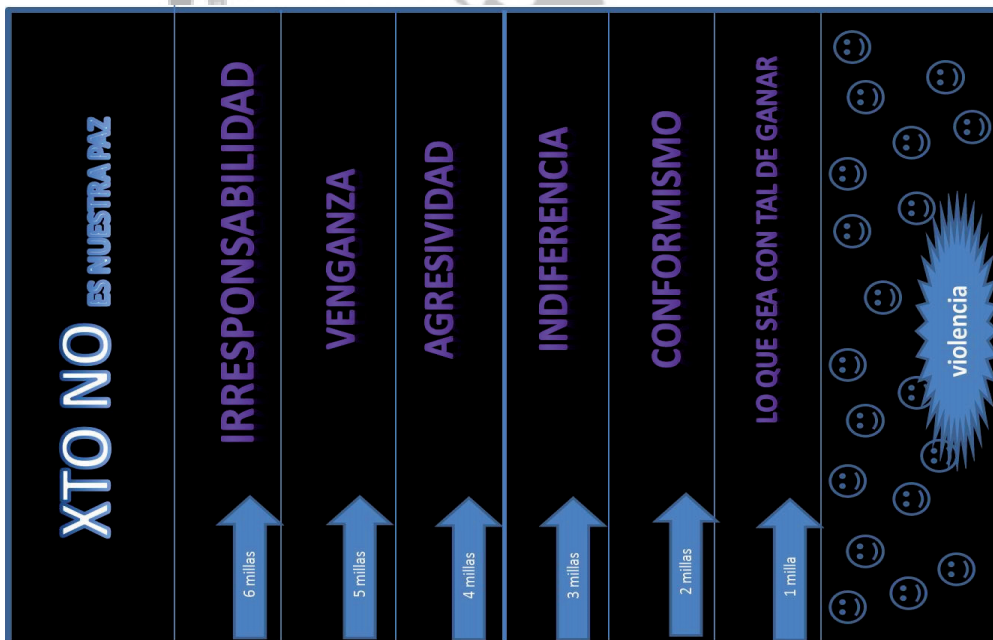 XTO NO ES NUESTRA PAZ
6 millas IRRESPONSABILIDAD
5 millas VENGANZA
4 millas AGRESIVIDAD
3 millas INDIFERENCIA
2 millas CONFORMISMO
1 milla LO QUE SEA CON TAL DE GANAR
violencia